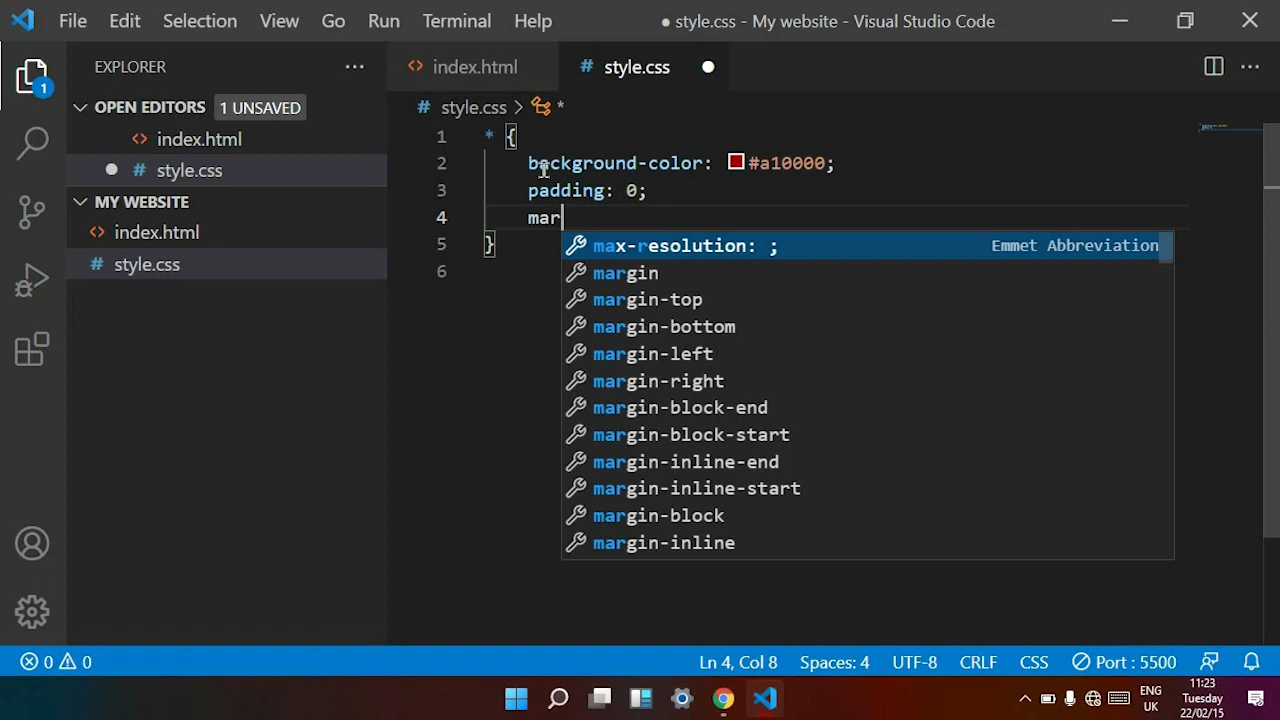 File Edit Selection View Go Run Terminal Help ● style.css - My website - Visual Studio Code
EXPLORER ...
index.html
# style.css ●
...
OPEN EDITORS 1 UNSAVED
index.html
● # style.css
MY WEBSITE
index.html
# style.css
1
# style.css > *
1 * {
2 background-color: #a10000;
3 padding: 0;
4 mar
5 }
6
max-resolution: ; Emmet Abbreviation
margin
margin-top
margin-bottom
margin-left
margin-right
margin-block-end
margin-block-start
margin-inline-end
margin-inline-start
margin-block
margin-inline
0 0 Ln 4, Col 8 Spaces: 4 UTF-8 CRLF CSS Port : 5500
ENG
UK
11:23
Tuesday
22/02/15